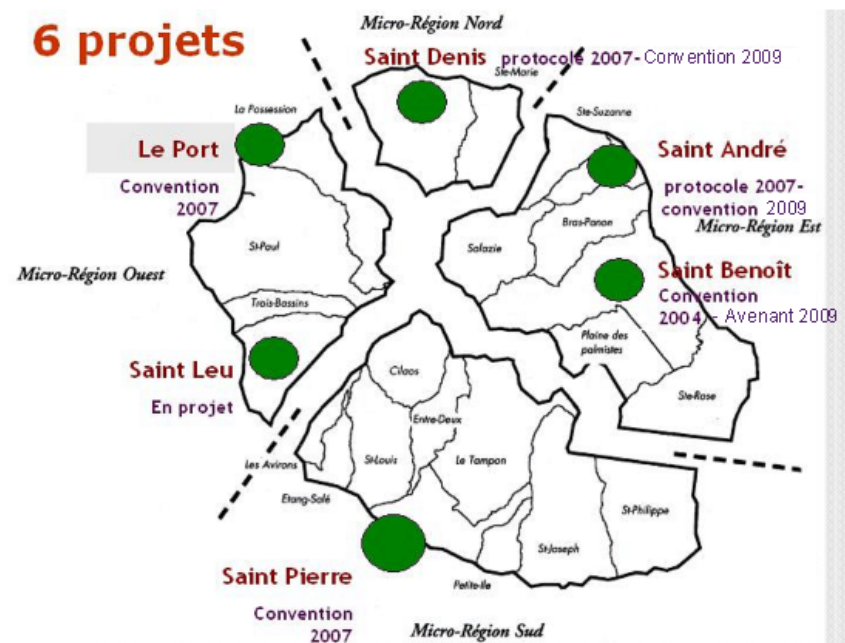 6 projets
Micro-Région Nord
Saint Denis protocole 2007- Convention 2009
Ste-Marie
La Possession
Ste-Suzanne
Le Port
Convention
2007
Saint André
protocole 2007-
convention 2009
Micro-Région Est
Bras-Panon
Salazie
St-Paul
Micro-Région Ouest
Trois-Bassins
Saint Benoît
Convention
2004 - Avenant 2009
Plaine des
palmistes
Saint Leu
En projet
Cilaos
Ste-Rose
Entre-Deux
Les Avirons
St-Louis
Le Tampon
Etang-Salé
St-Philippe
St-Joseph
Saint Pierre
Petite-Ile
Convention
2007
Micro-Région Sud